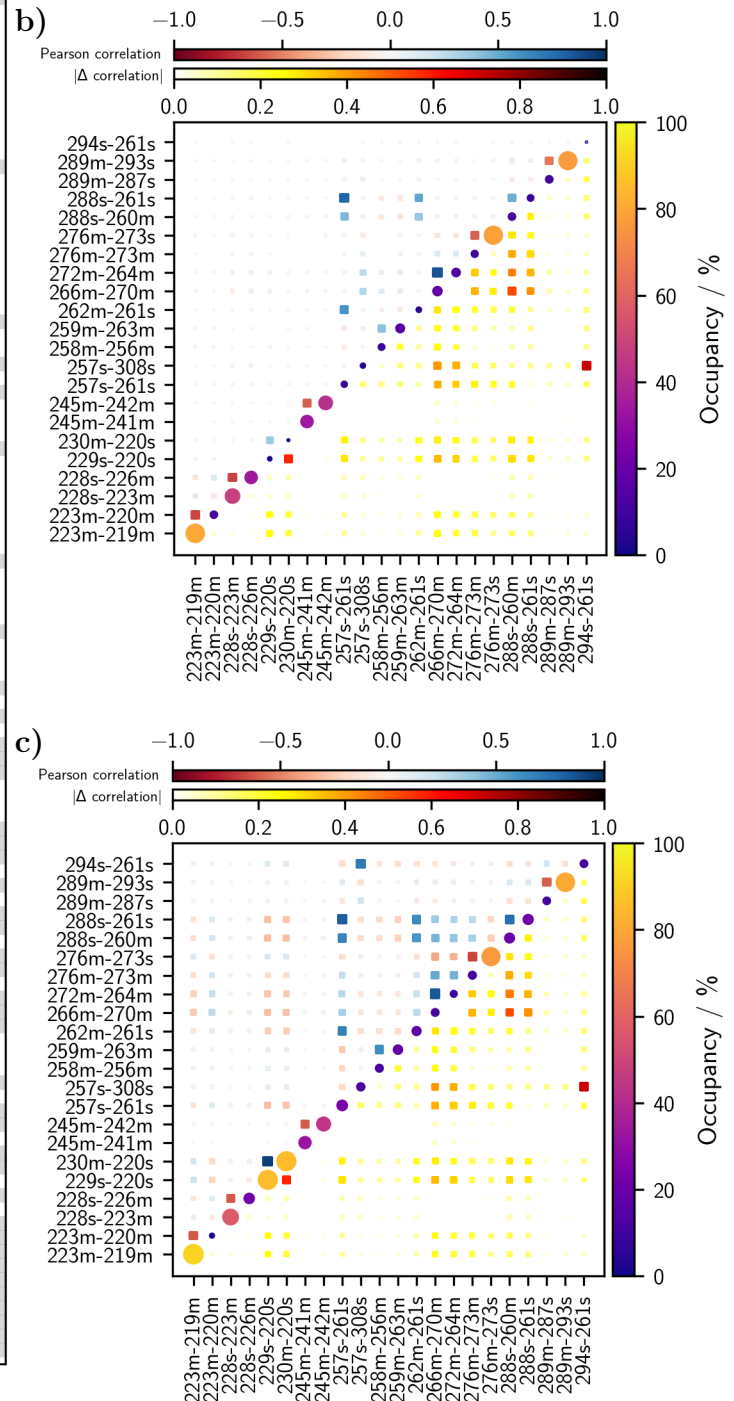 b)
−1.0 −0.5 0.0 0.5 1.0
Pearson correlation
|Δ correlation|
0.0 0.2 0.4 0.6 0.8 1.0
294s-261s
289m-293s
289m-287s
288s-261s
288s-260m
276m-273s
276m-273m
272m-264m
266m-270m
262m-261s
259m-263m
258m-256m
257s-308s
257s-261s
245m-242m
245m-241m
230m-220s
229s-220s
228s-226m
228s-223m
223m-220m
223m-219m
100
80
60
40
20
0
Occupancy / %
223m-219m
223m-220m
228s-223m
228s-226m
229s-220s
230m-220s
245m-241m
245m-242m
257s-261s
257s-308s
258m-256m
259m-263m
262m-261s
266m-270m
272m-264m
276m-273m
276m-273s
288s-260m
288s-261s
289m-287s
289m-293s
294s-261s
c)
−1.0 −0.5 0.0 0.5 1.0
Pearson correlation
|Δ correlation|
0.0 0.2 0.4 0.6 0.8 1.0
294s-261s
289m-293s
289m-287s
288s-261s
288s-260m
276m-273s
276m-273m
272m-264m
266m-270m
262m-261s
259m-263m
258m-256m
257s-308s
257s-261s
245m-242m
245m-241m
230m-220s
229s-220s
228s-226m
228s-223m
223m-220m
223m-219m
100
80
60
40
20
0
Occupancy / %
223m-219m
223m-220m
228s-223m
228s-226m
229s-220s
230m-220s
245m-241m
245m-242m
257s-261s
257s-308s
258m-256m
259m-263m
262m-261s
266m-270m
272m-264m
276m-273m
276m-273s
288s-260m
288s-261s
289m-287s
289m-293s
294s-261s